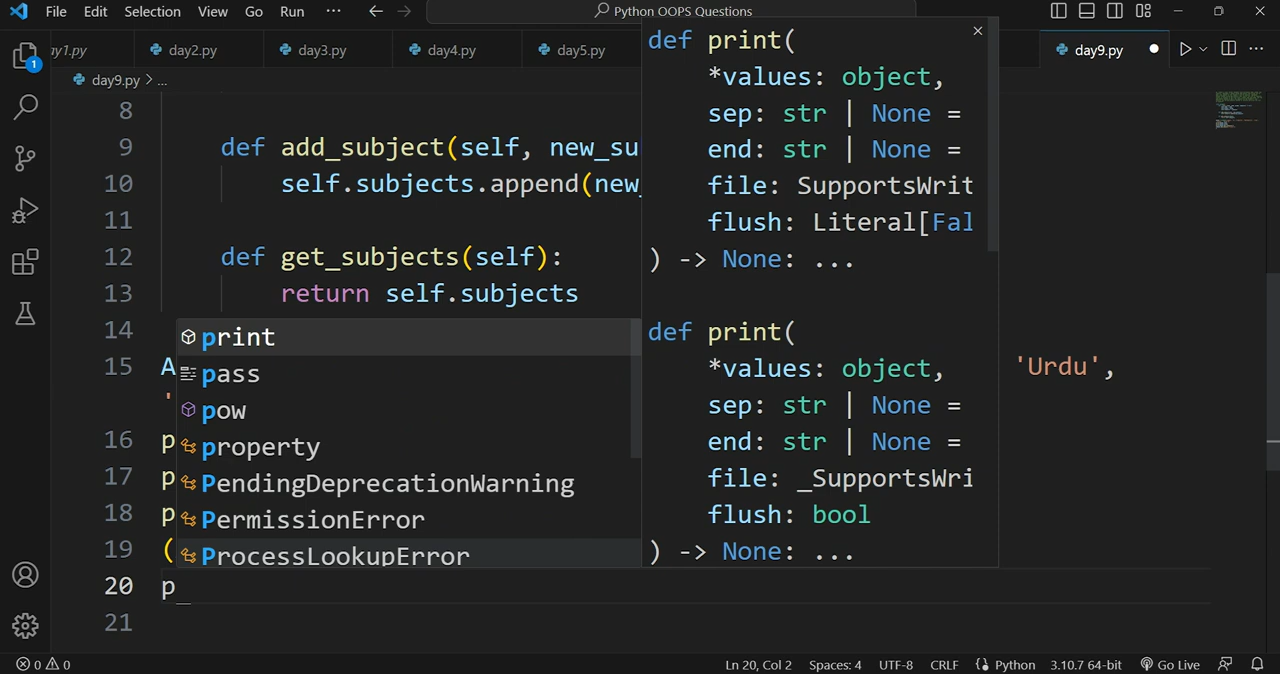 File Edit Selection View Go Run ··· Python OOPS Questions
ay1.py day2.py day3.py day4.py day5.py day9.py
day9.py > ...
8
9 def add_subject(self, new_su
10 self.subjects.append(new_
11
12 def get_subjects(self):
13 return self.subjects
14
15 A 'Urdu',
'
16 p
17 p
18 p
19 (
20 p
21
print
pass
pow
property
PendingDeprecationWarning
PermissionError
ProcessLookupError
def print(
*values: object,
sep: str | None =
end: str | None =
file: SupportsWrit
flush: Literal[Fal
) -> None: ...
def print(
*values: object,
sep: str | None =
end: str | None =
file: _SupportsWri
flush: bool
) -> None: ...
1
0 0 Ln 20, Col 2 Spaces: 4 UTF-8 CRLF Python 3.10.7 64-bit Go Live